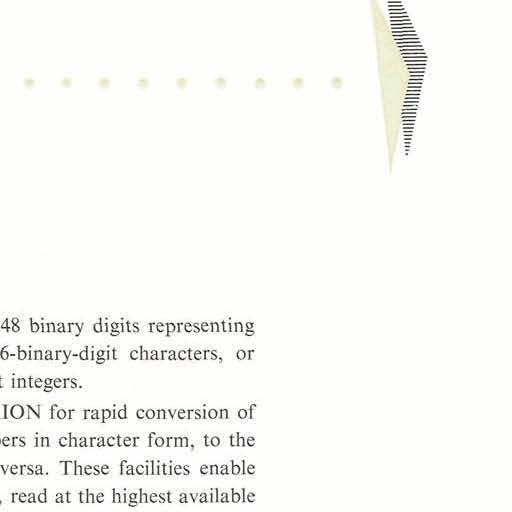 48 binary digits representing
6-binary-digit characters, or
integers.
ION for rapid conversion of
in character form, to the
versa. These facilities enable
, read at the highest available